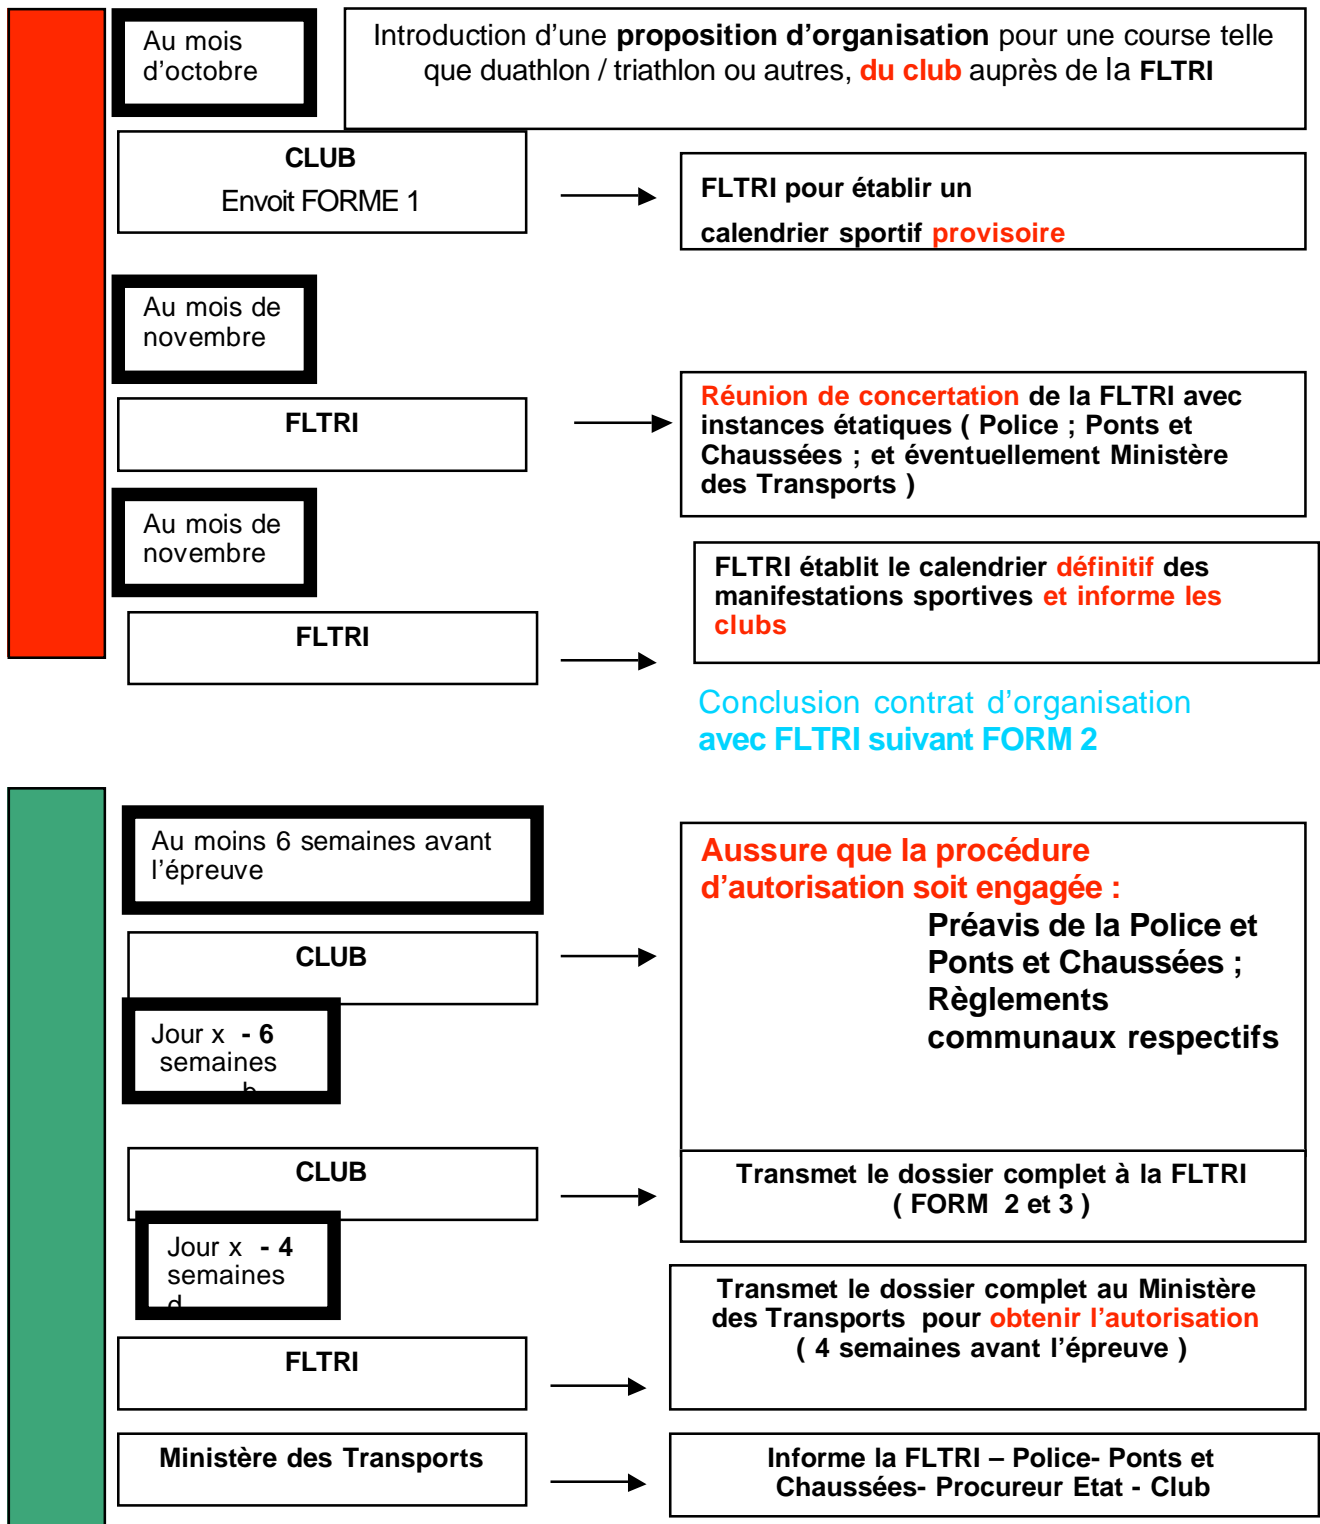 Au mois
d'octobre
Introduction d'une proposition d'organisation pour une course telle
que duathlon / triathlon ou autres, du club auprès de la FLTRI
CLUB
Envoit FORME 1
FLTRI pour établir un
calendrier sportif provisoire
Au mois de
novembre
FLTRI
Réunion de concertation de la FLTRI avec
instances étatiques ( Police ; Ponts et
Chaussées ; et éventuellement Ministère
des Transports )
Au mois de
novembre
FLTRI
FLTRI établit le calendrier définitif des
manifestations sportives et informe les
clubs
Conclusion contrat d'organisation
avec FLTRI suivant FORM 2
Au moins 6 semaines avant
l'épreuve
CLUB
Aussure que la procédure
d'autorisation soit engagée :
Préavis de la Police et
Ponts et Chaussées ;
Règlements
communaux respectifs
Jour x - 6
semaines
CLUB
Transmet le dossier complet à la FLTRI
( FORM 2 et 3 )
Jour x - 4
semaines
FLTRI
Transmet le dossier complet au Ministère
des Transports pour obtenir l'autorisation
( 4 semaines avant l'épreuve )
Ministère des Transports
Informe la FLTRI – Police- Ponts et
Chaussées- Procureur Etat - Club